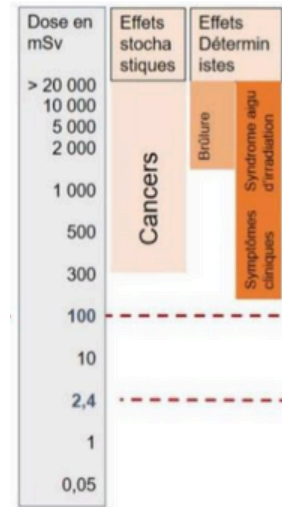 Dose en
mSv
Effets
stocha
stiques
Effets
Détermin
istes
> 20 000
10 000
5 000
2 000
1 000
500
300
100
10
2,4
1
0,05
Cancers
Brûlure
Syndrome aigu
d'irradiation
Symptômes
cliniques